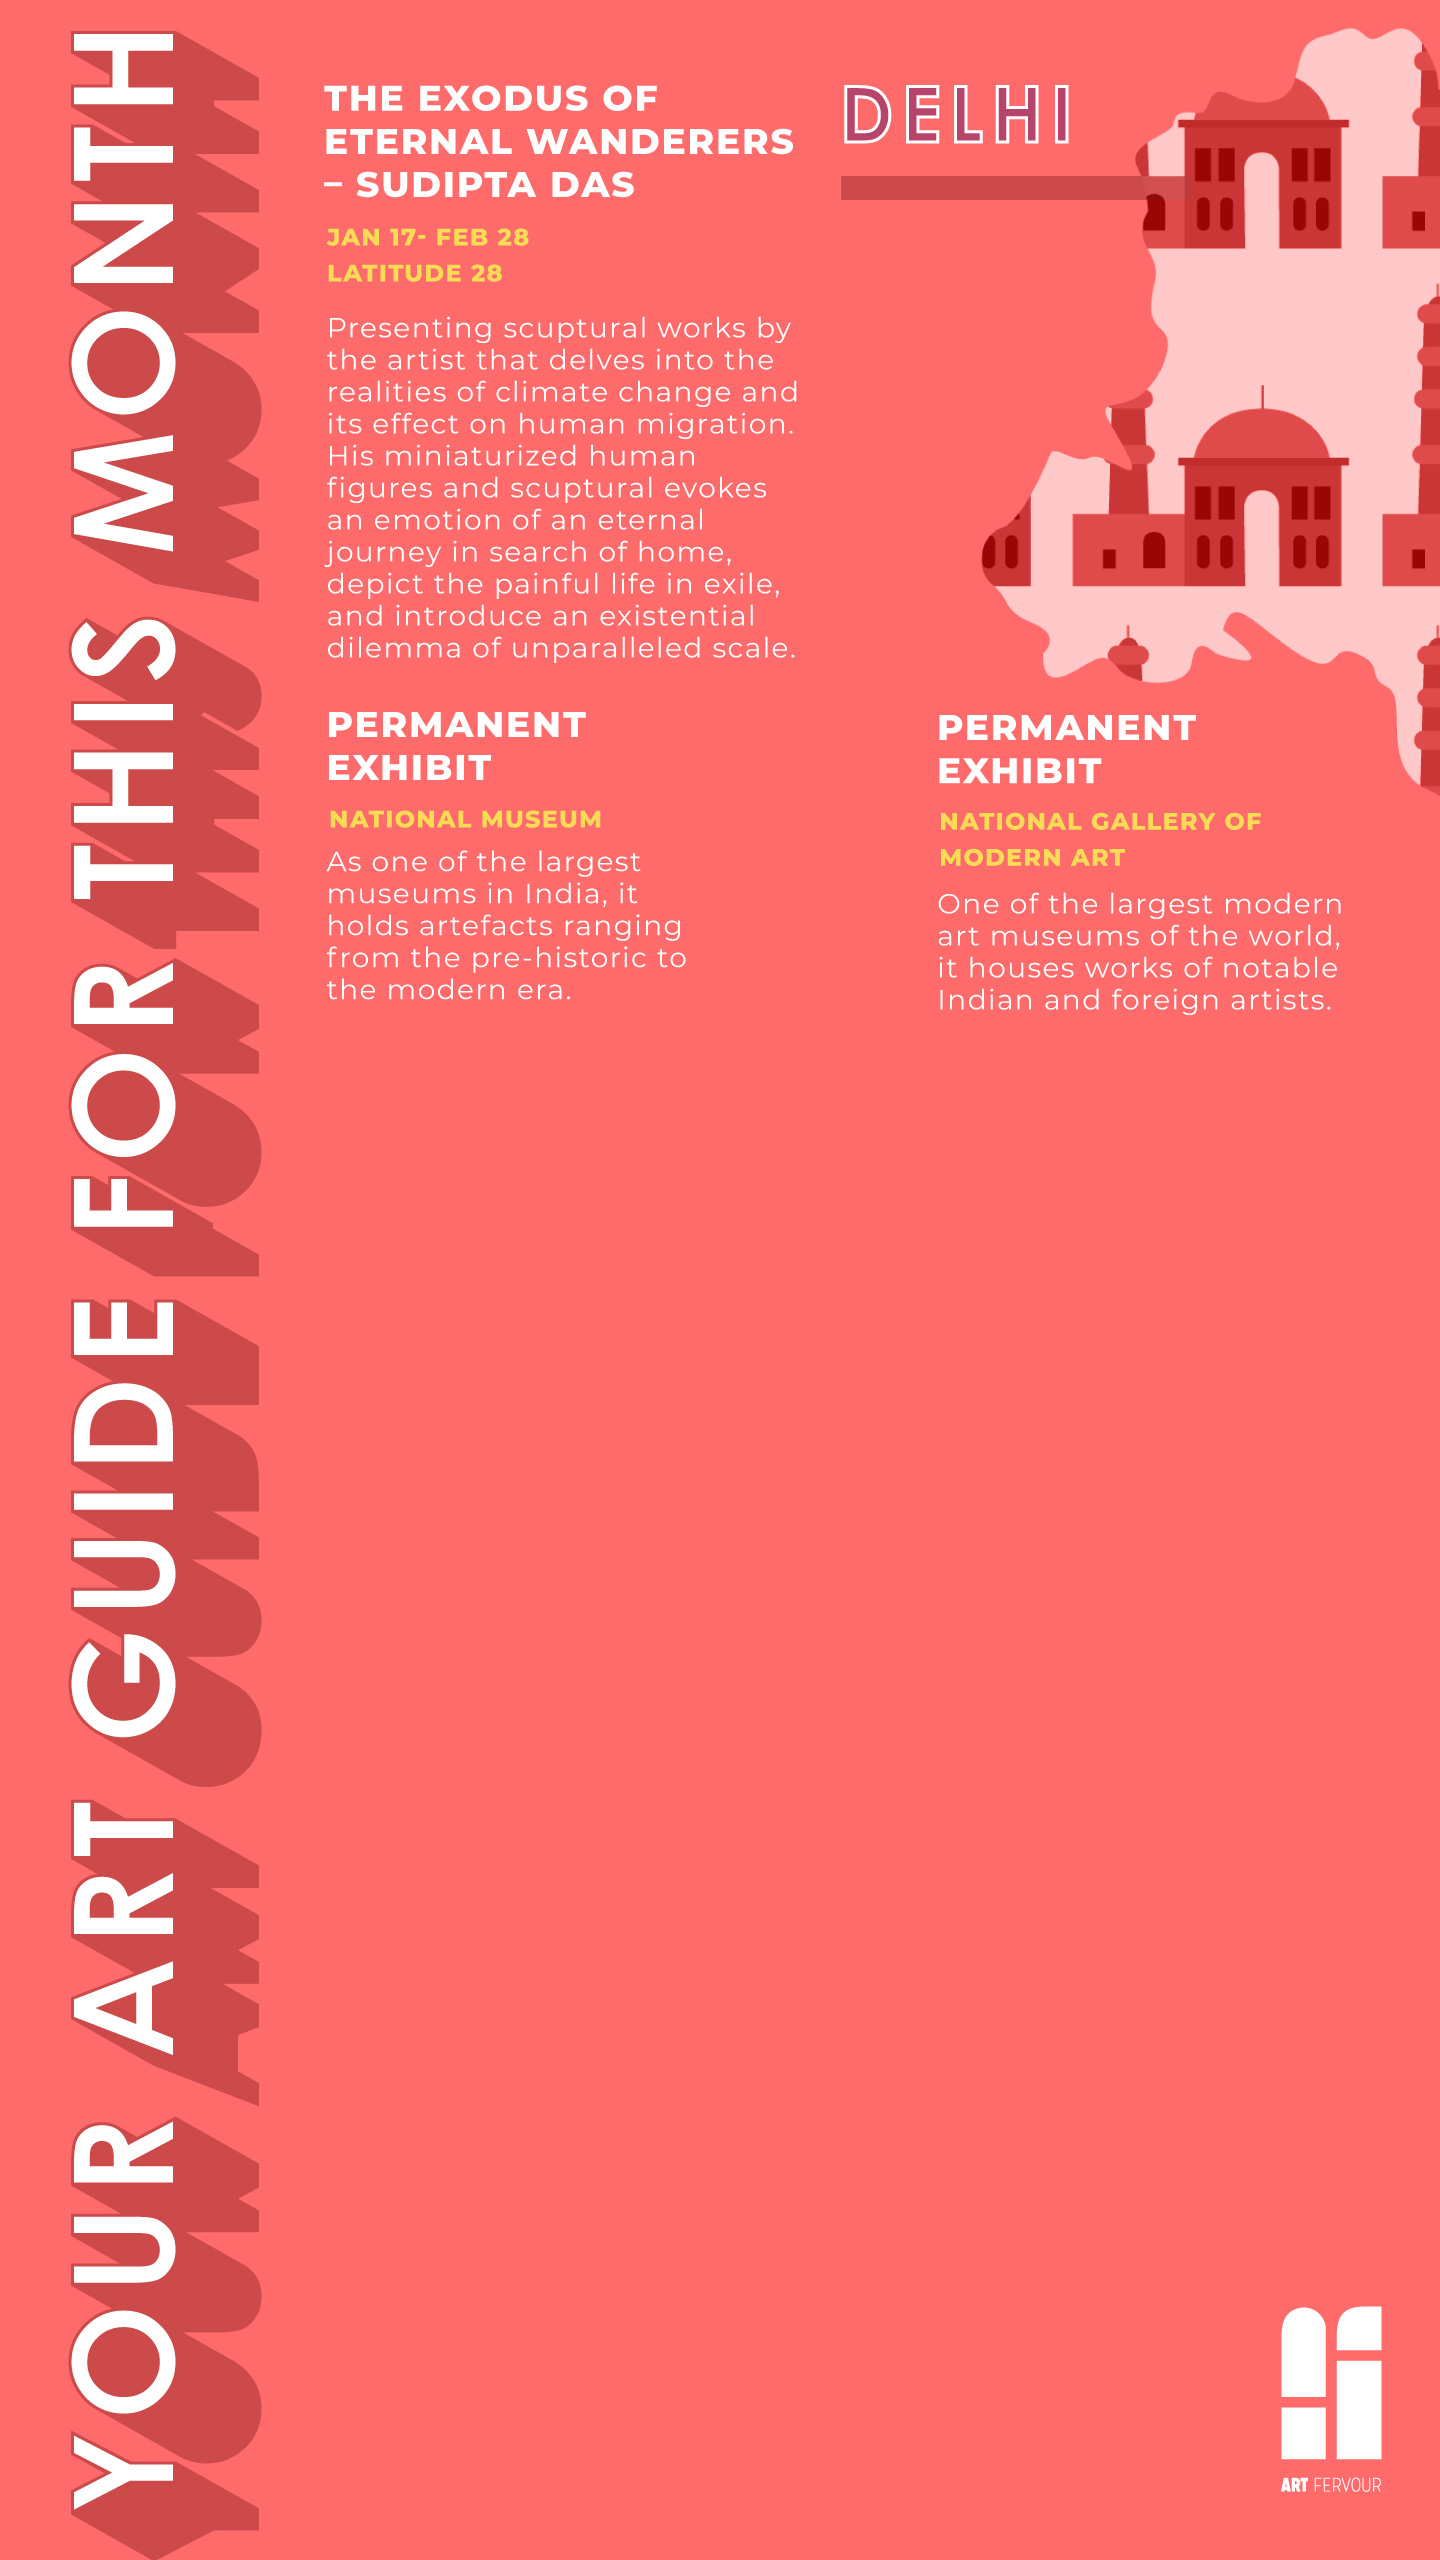 YOUR ART GUIDE FOR THIS MONTH
DELHI
THE EXODUS OF
ETERNAL WANDERERS
– SUDIPTA DAS
JAN 17- FEB 28
LATITUDE 28
Presenting scuptural works by
the artist that delves into the
realities of climate change and
its effect on human migration.
His miniaturized human
figures and scuptural evokes
an emotion of an eternal
journey in search of home,
depict the painful life in exile,
and introduce an existential
dilemma of unparalleled scale.
PERMANENT
EXHIBIT
NATIONAL MUSEUM
As one of the largest
museums in India, it
holds artefacts ranging
from the pre-historic to
the modern era.
PERMANENT
EXHIBIT
NATIONAL GALLERY OF
MODERN ART
One of the largest modern
art museums of the world,
it houses works of notable
Indian and foreign artists.
ART FERVOUR